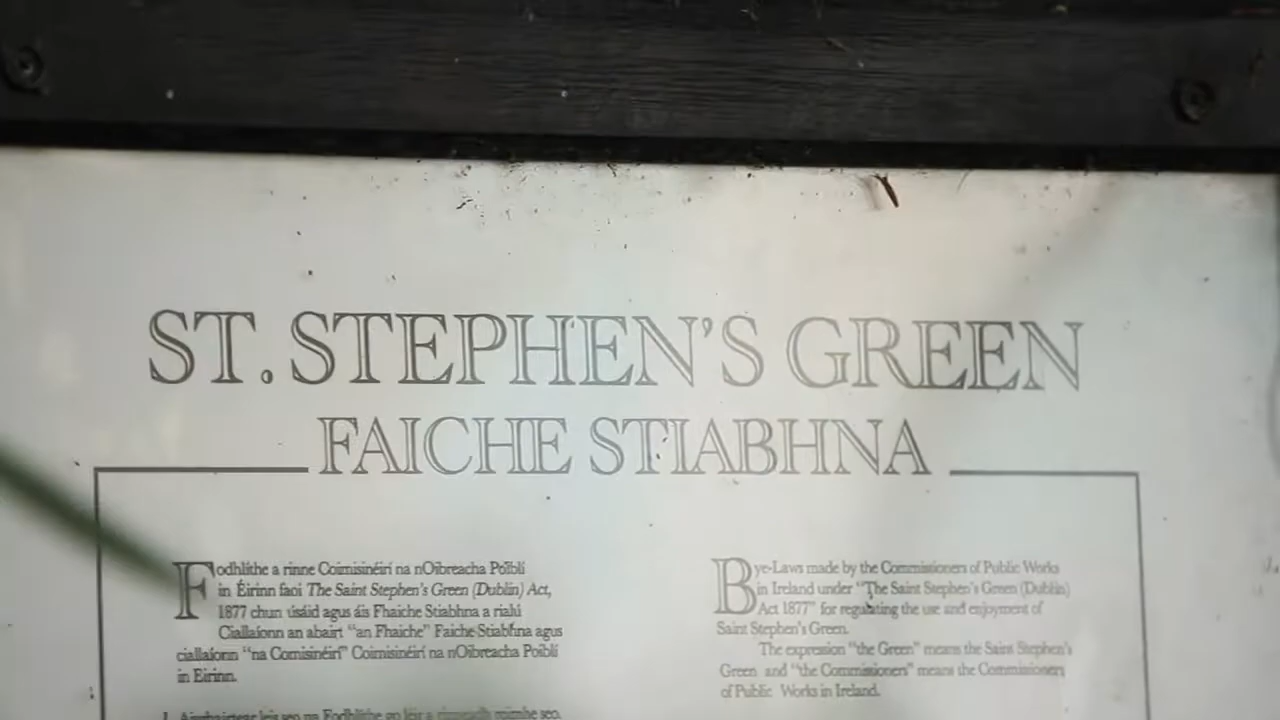 ST. STEPHEN'S GREEN
FAICHE STIABHNA
Fodhlíthe a rinne Coimisinéirí na nOibreacha Poiblí
in Éirinn faoi The Saint Stephen's Green (Dublin) Act,
1877 chun úsáid agus áis Fhaiche Stiabhna a rialú
Ciallaíonn an abairt “an Fhaiche” Faiche Stiabhna agus
ciallaíonn “na Comisinéirí” Coimisinéirí na nOibreacha Poiblí
in Eirinn.
Bye-Laws made by the Commissioners of Public Works
in Ireland under “The Saint Stephen's Green (Dublin)
Act 1877” for regulating the use and enjoyment of
Saint Stephen's Green.
The expression “the Green” means the Saint Stephen's
Green and “the Commissioners” means the Commissioners
of Public Works in Ireland.